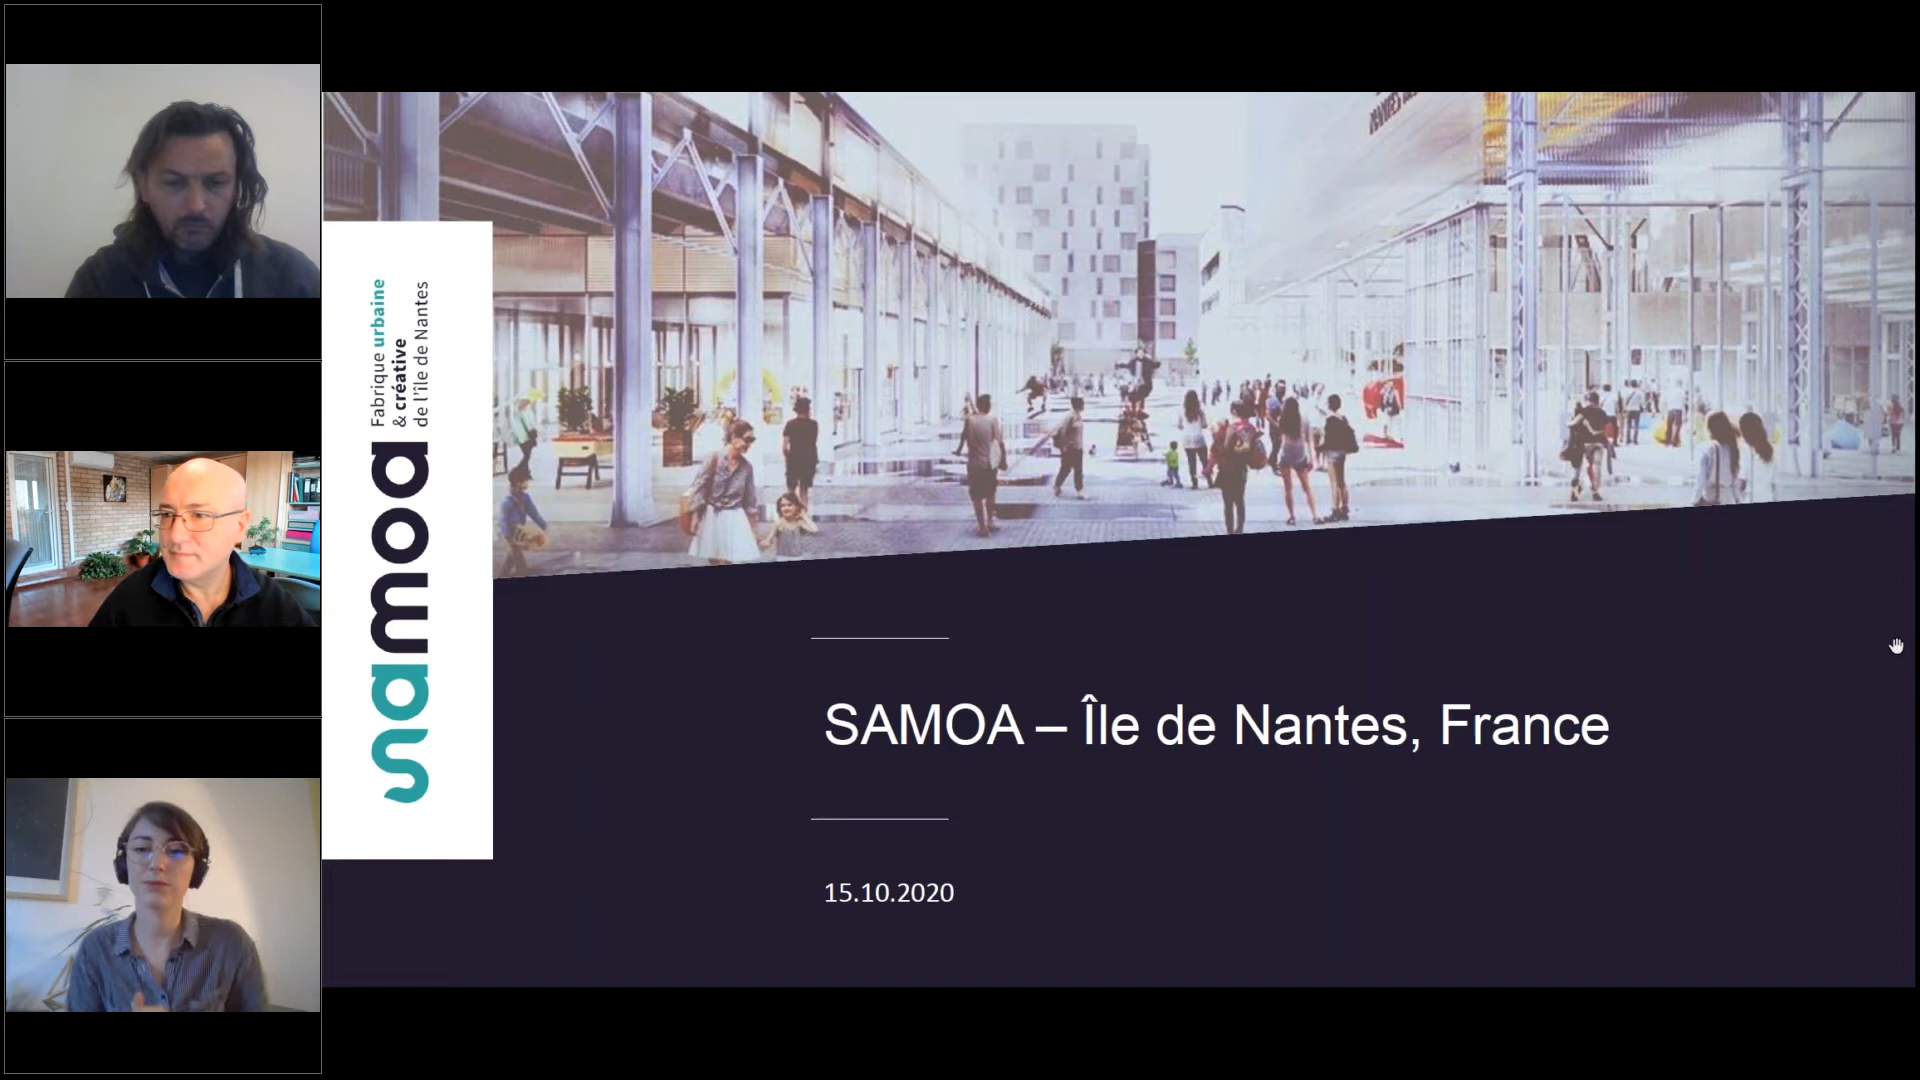 Fabrique urbaine
& créative
de l'île de Nantes
samoa
SAMOA – Île de Nantes, France
15.10.2020